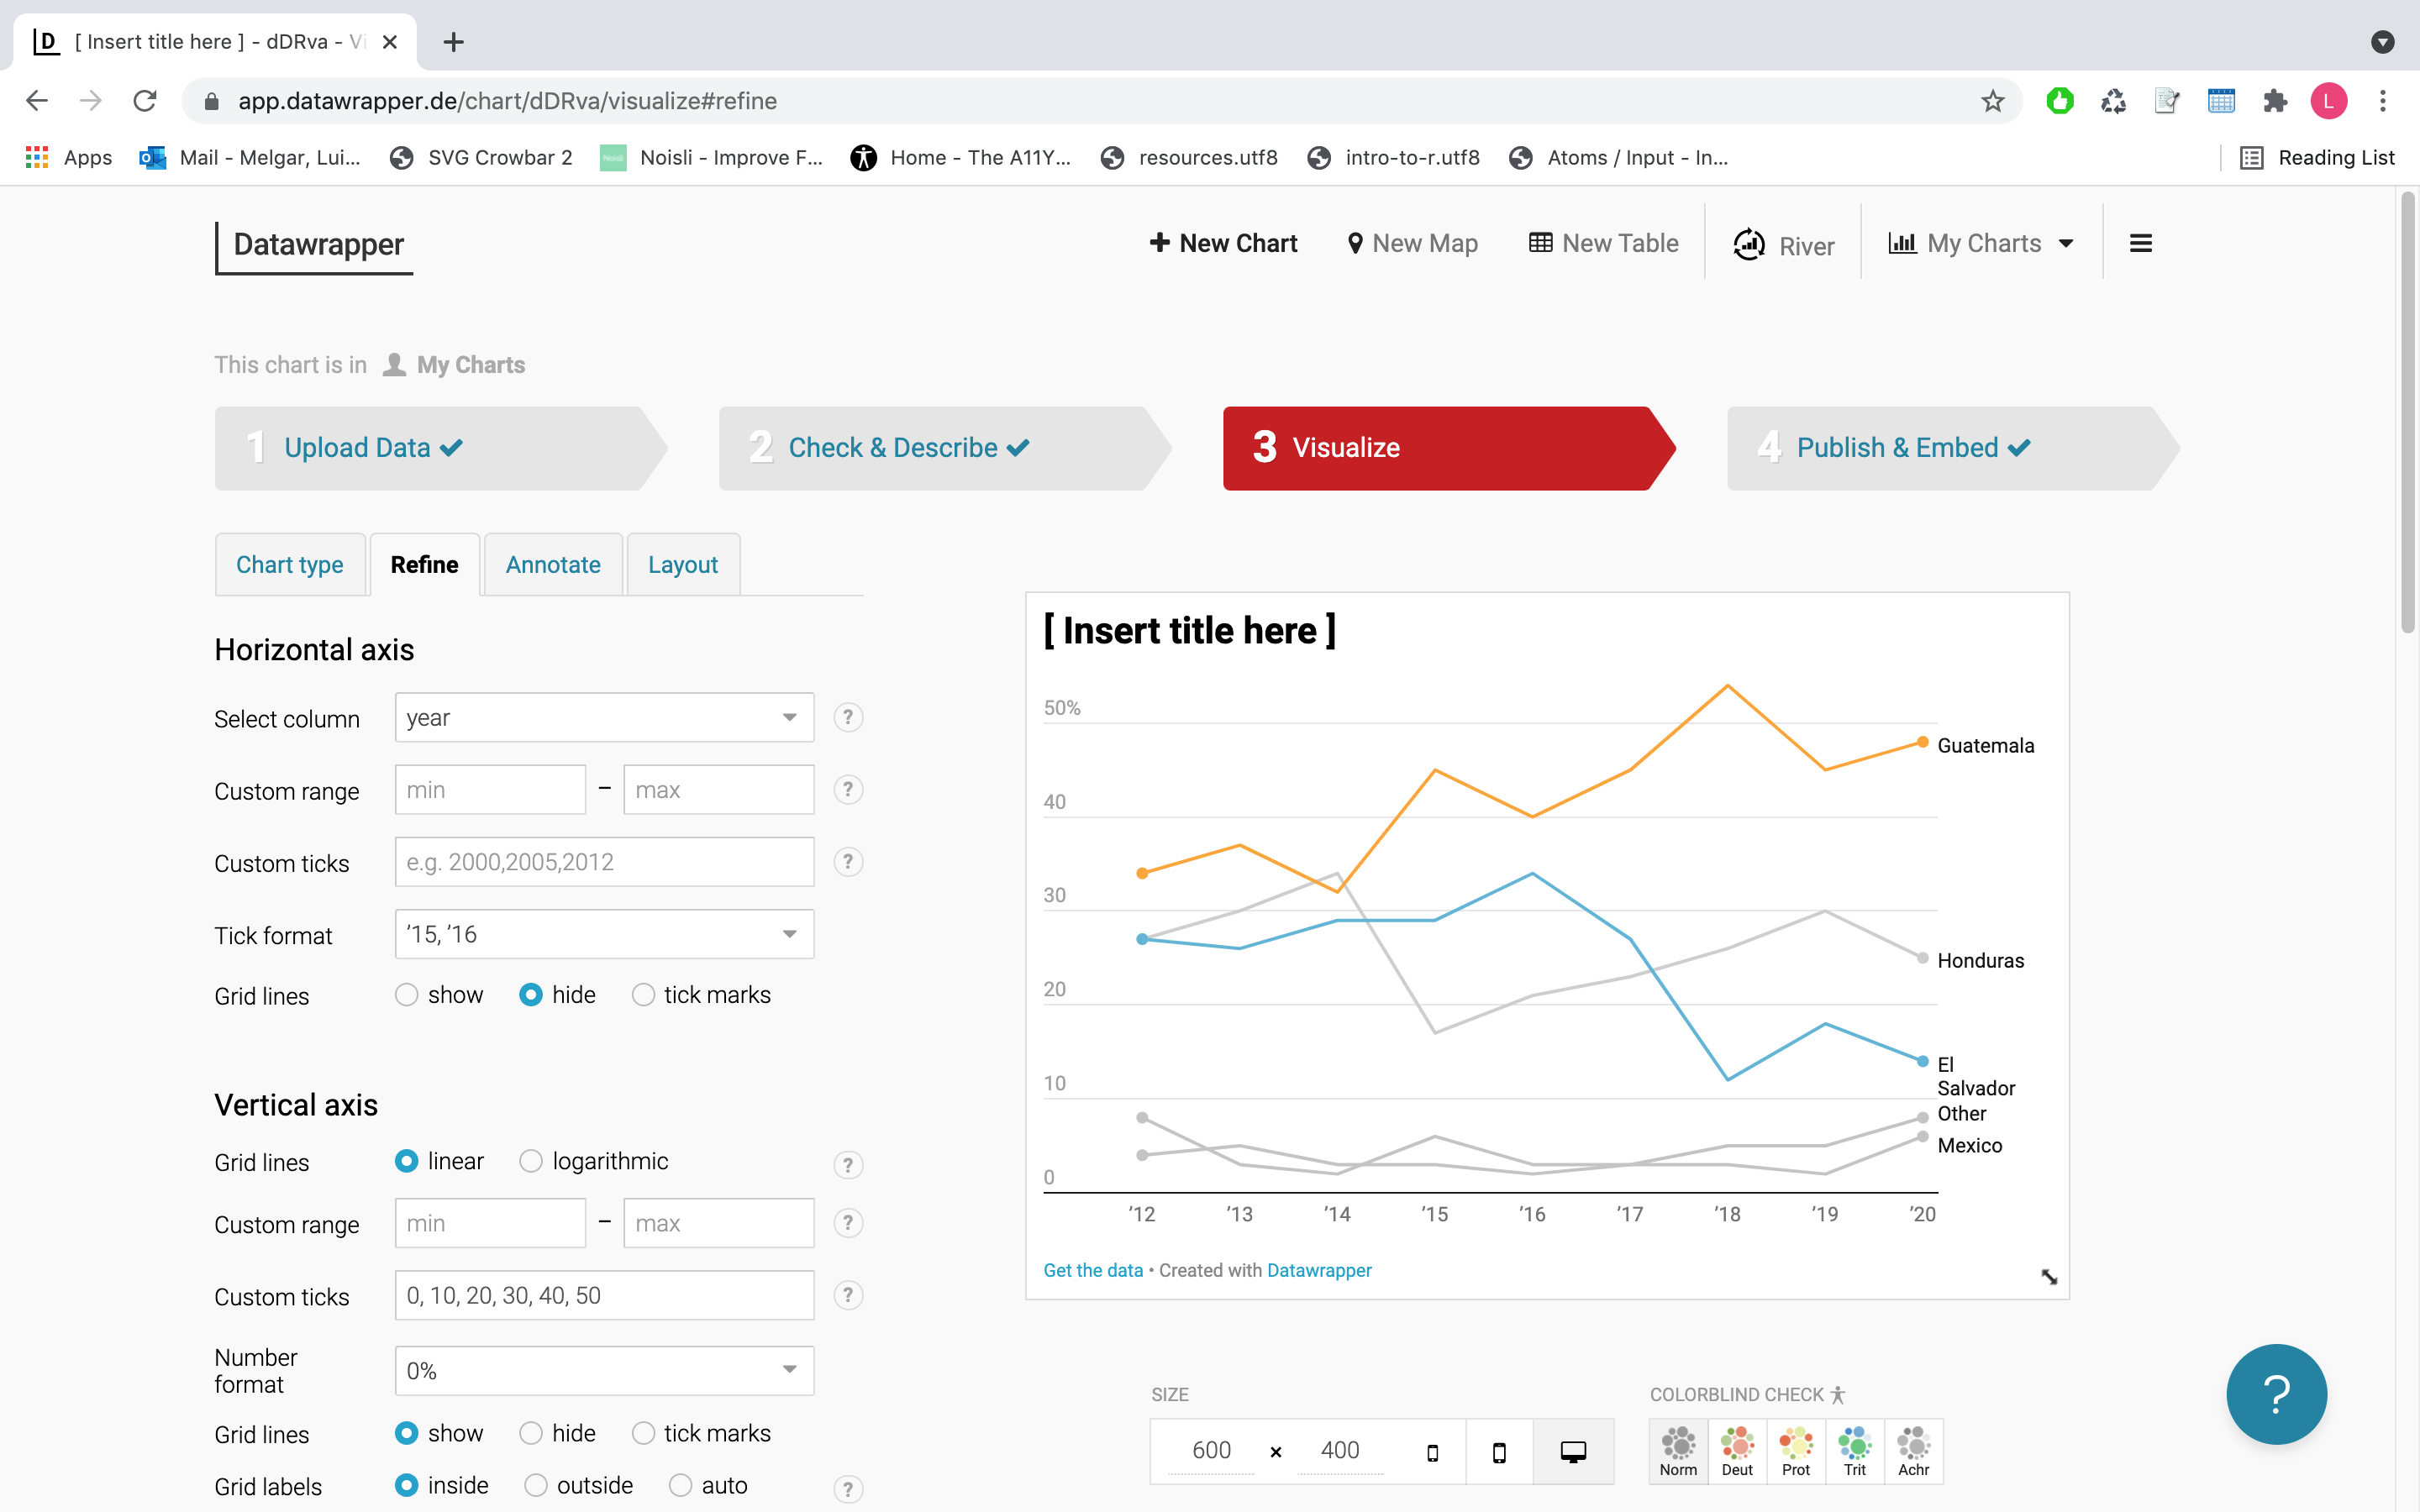 [ Insert title here ] - dDRva - Vi
app.datawrapper.de/chart/dDRva/visualize#refine
L
Apps
Mail - Melgar, Lui...
SVG Crowbar 2
Noisli - Improve F...
Home - The A11Y...
resources.utf8
intro-to-r.utf8
Atoms / Input - In...
Reading List
Datawrapper
New Chart
New Map
New Table
River
My Charts
This chart is in My Charts
1 Upload Data
2 Check & Describe
3 Visualize
4 Publish & Embed
Chart type
Refine
Annotate
Layout
Horizontal axis
Select column
year
?
Custom range
min
–
max
?
Custom ticks
e.g. 2000,2005,2012
?
Tick format
’15, ’16
Grid lines
show
hide
tick marks
Vertical axis
Grid lines
linear
logarithmic
?
Custom range
min
–
max
?
Custom ticks
0, 10, 20, 30, 40, 50
?
Number
format
0%
Grid lines
show
hide
tick marks
Grid labels
inside
outside
auto
?
[ Insert title here ]
50%
40
30
20
10
0
Guatemala
Honduras
El
Salvador
Other
Mexico
’12 ’13 ’14 ’15 ’16 ’17 ’18 ’19 ’20
Get the data • Created with Datawrapper
SIZE
600 × 400
COLORBLIND CHECK
Norm
Deut
Prot
Trit
Achr
?